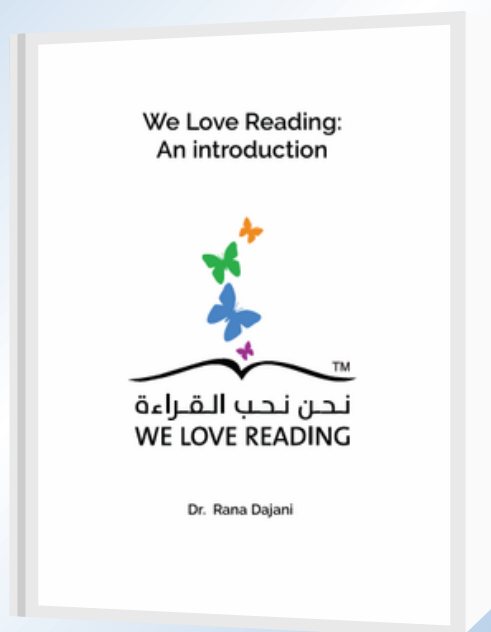 We Love Reading:
An introduction
TM
نحن نحب القراءة
WE LOVE READING
Dr. Rana Dajani